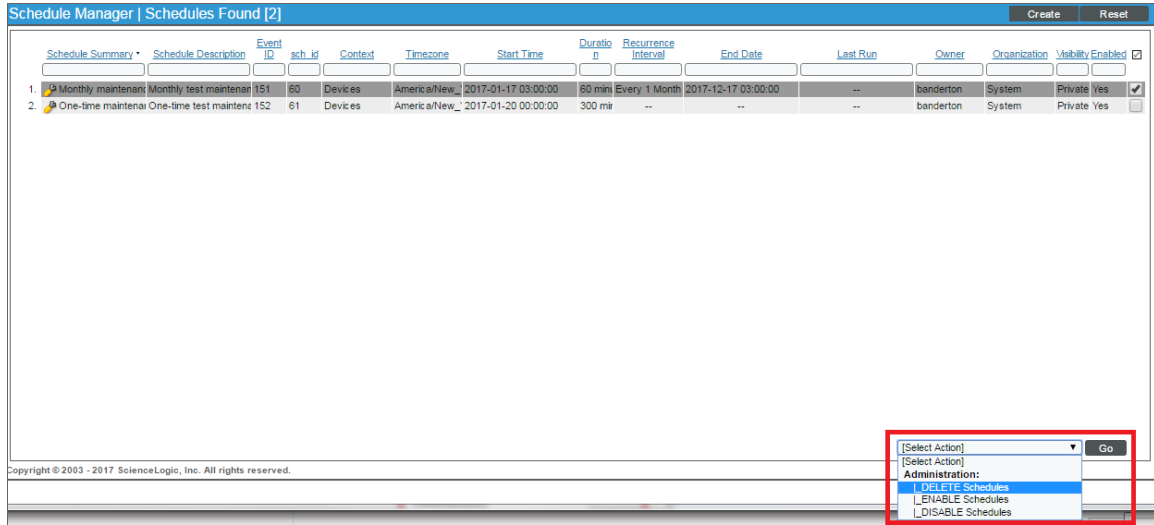 Schedule Manager | Schedules Found [2] Create Reset
Schedule Summary Schedule Description Event ID sch_id Context Timezone Start Time Duration Recurrence Interval End Date Last Run Owner Organization Visibility Enabled
1. Monthly maintenanc Monthly test maintenan 151 60 Devices America/New_ 2017-01-17 03:00:00 60 minu Every 1 Month 2017-12-17 03:00:00 -- banderton System Private Yes
2. One-time maintenai One-time test maintena 152 61 Devices America/New_ 2017-01-20 00:00:00 300 mir -- -- -- banderton System Private Yes
[Select Action] Go
[Select Action]
Administration:
|_DELETE Schedules
|_ENABLE Schedules
|_DISABLE Schedules
Copyright © 2003 - 2017 ScienceLogic, Inc. All rights reserved.